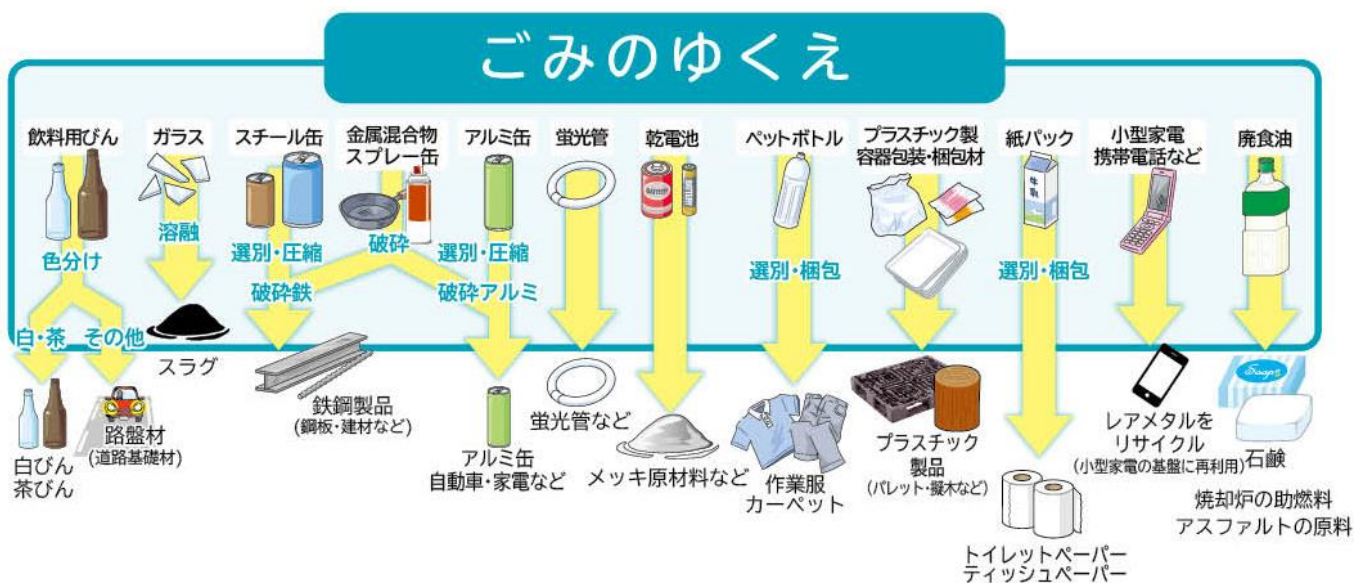 ごみのゆくえ
飲料用びん
ガラス
スチール缶
金属混合物
スプレー缶
アルミ缶
蛍光管
乾電池
ペットボトル
プラスチック製
容器包装・梱包材
紙パック
小型家電
携帯電話など
廃食油
牛乳
色分け
溶融
選別・圧縮
破砕
選別・圧縮
選別・梱包
選別・梱包
破砕鉄
破砕アルミ
白・茶
その他
スラグ
白びん
茶びん
路盤材
(道路基礎材)
鉄鋼製品
(鋼板・建材など)
アルミ缶
自動車・家電など
蛍光管など
メッキ原材料など
作業服
カーペット
プラスチック
製品
(パレット・擬木など)
トイレットペーパー
ティッシュペーパー
レアメタルを
リサイクル
(小型家電の基盤に再利用)
Soap
石鹸
焼却炉の助燃料
アスファルトの原料